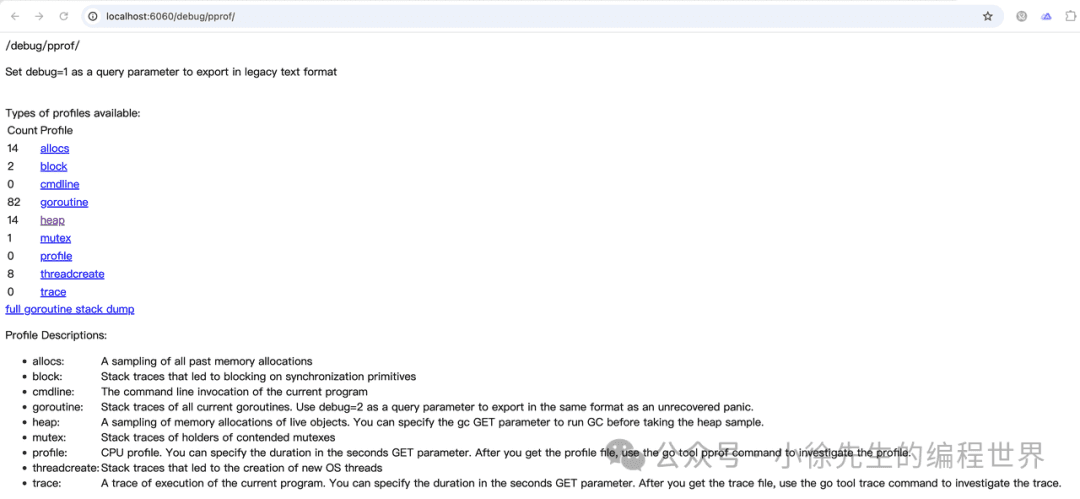 localhost:6060/debug/pprof/
/debug/pprof/
Set debug=1 as a query parameter to export in legacy text format
Types of profiles available:
Count Profile
14 allocs
2 block
0 cmdline
82 goroutine
14 heap
1 mutex
0 profile
8 threadcreate
0 trace
full goroutine stack dump
Profile Descriptions:
• allocs: A sampling of all past memory allocations
• block: Stack traces that led to blocking on synchronization primitives
• cmdline: The command line invocation of the current program
• goroutine: Stack traces of all current goroutines. Use debug=2 as a query parameter to export in the same format as an unrecovered panic.
• heap: A sampling of memory allocations of live objects. You can specify the gc GET parameter to run GC before taking the heap sample.
• mutex: Stack traces of holders of contended mutexes
• profile: CPU profile. You can specify the duration in the seconds GET parameter. After you get the profile file, use the go tool pprof command to investigate the profile.
• threadcreate: Stack traces that led to the creation of new OS threads
• trace: A trace of execution of the current program. You can specify the duration in the seconds GET parameter. After you get the trace file, use the go tool trace command to investigate the trace.
公众号 小徐先生的编程世界